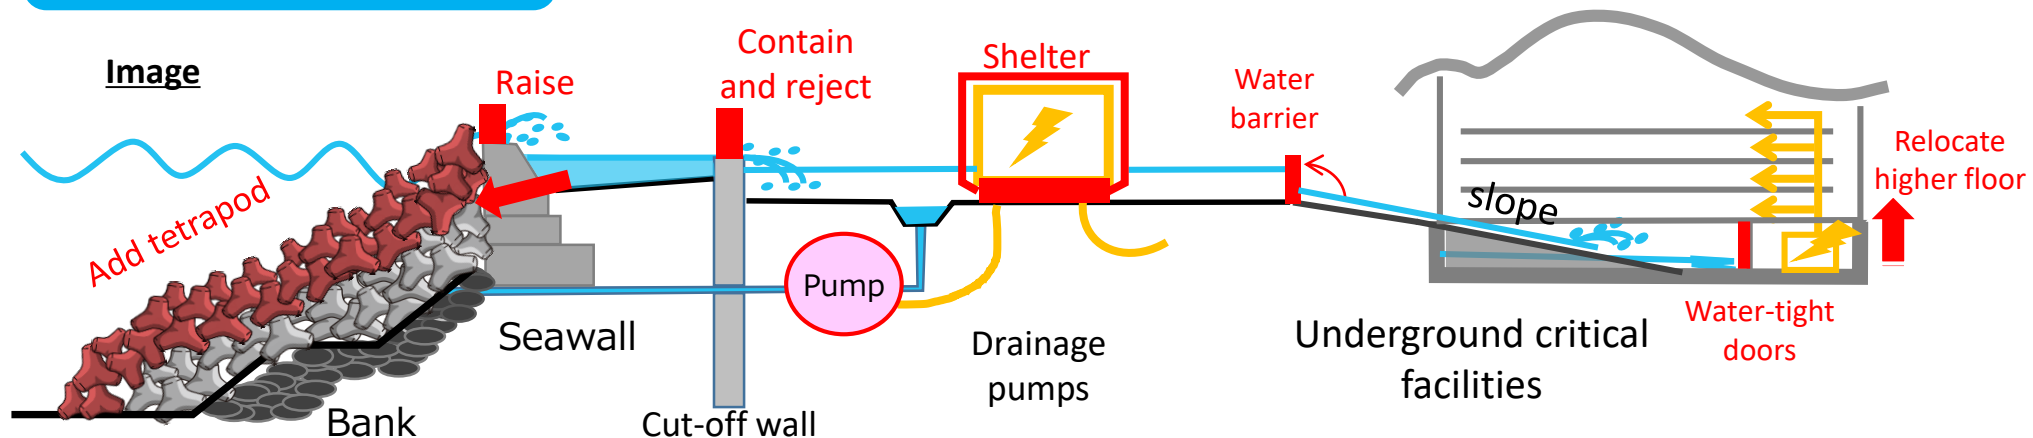 Image
Raise
Contain
and reject
Shelter
Water
barrier
Relocate
higher floor
Add tetrapod
slope
Pump
Seawall
Bank
Cut-off wall
Drainage
pumps
Underground critical
facilities
Water-tight
doors